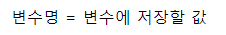 변수명 = 변수에 저장할 값